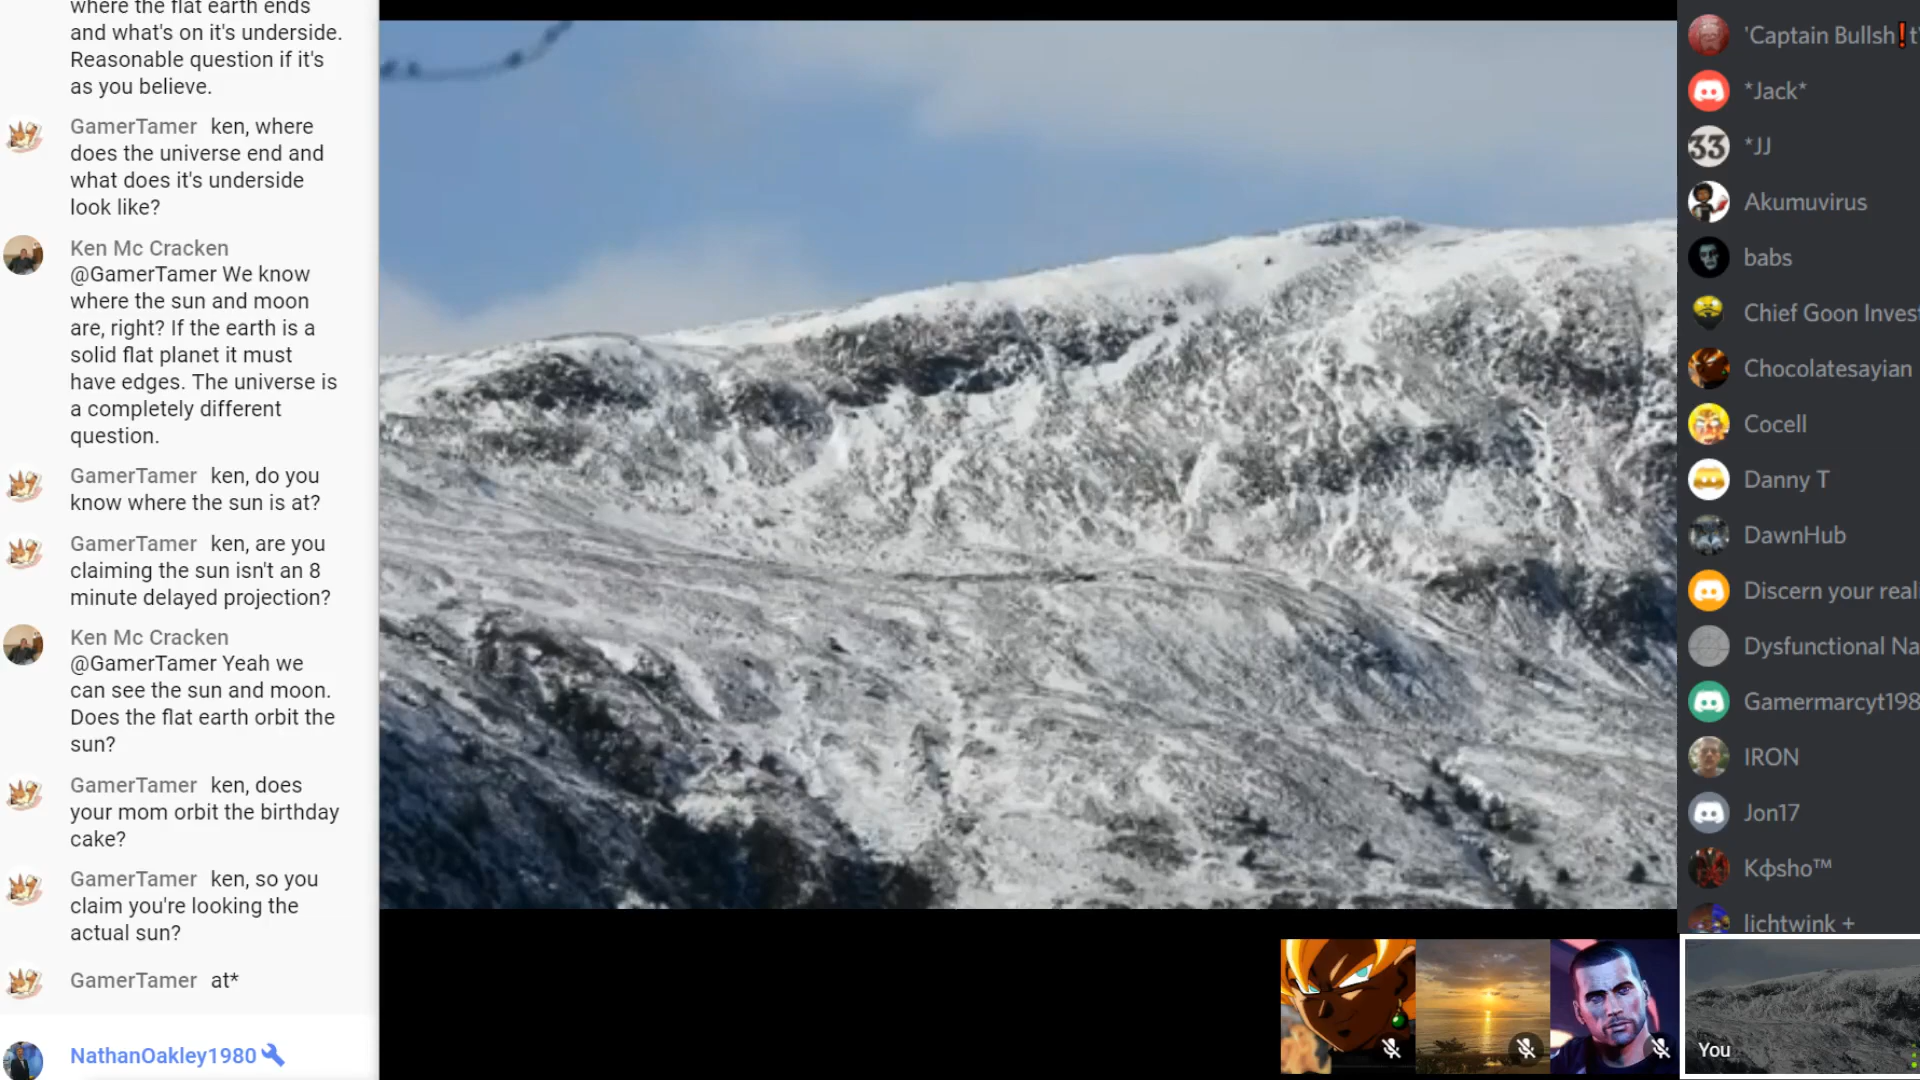 where the flat earth ends
and what's on it's underside.
Reasonable question if it's
as you believe.
GamerTamer ken, where
does the universe end and
what does it's underside
look like?
Ken Mc Cracken
@GamerTamer We know
where the sun and moon
are, right? If the earth is a
solid flat planet it must
have edges. The universe is
a completely different
question.
GamerTamer ken, do you
know where the sun is at?
GamerTamer ken, are you
claiming the sun isn't an 8
minute delayed projection?
Ken Mc Cracken
@GamerTamer Yeah we
can see the sun and moon.
Does the flat earth orbit the
sun?
GamerTamer ken, does
your mom orbit the birthday
cake?
GamerTamer ken, so you
claim you're looking the
actual sun?
GamerTamer at*
NathanOakley1980
'Captain Bullsh❗t'
*Jack*
33 *JJ
Akumuvirus
babs
Chief Goon Invest
Chocolatesayian
Cocell
Danny T
DawnHub
Discern your reali
Dysfunctional Na
Gamermarcyt198
IRON
Jon17
Kфsho™
lichtwink +
You